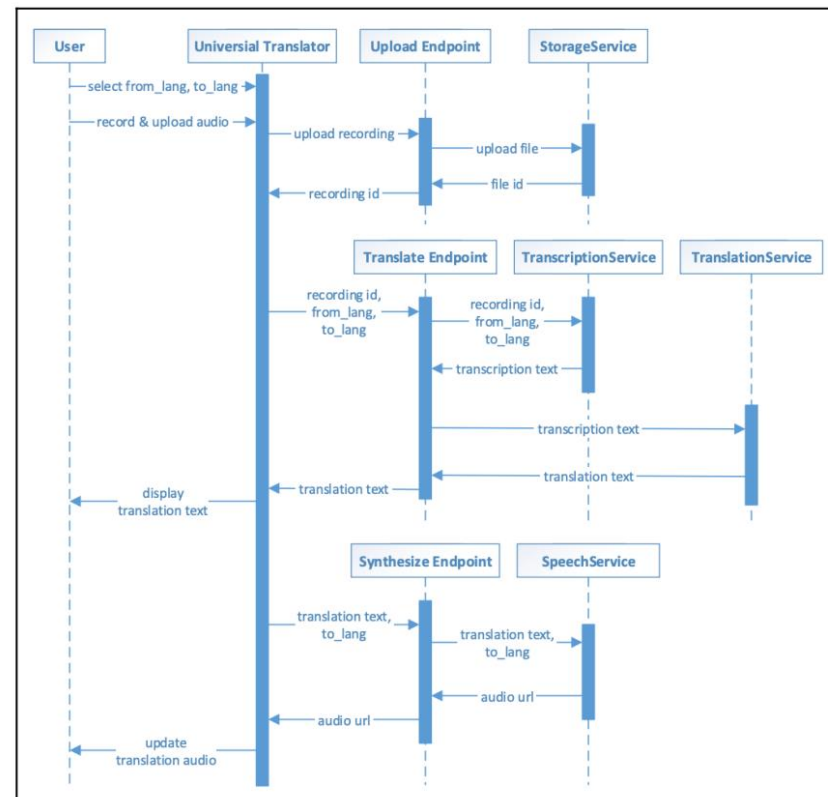 User
Universial Translator
Upload Endpoint
StorageService
select from_lang, to_lang
record & upload audio
upload recording
upload file
file id
recording id
Translate Endpoint
TranscriptionService
TranslationService
recording id,
from_lang,
to_lang
recording id,
from_lang,
to_lang
transcription text
transcription text
translation text
translation text
display
translation text
Synthesize Endpoint
SpeechService
translation text,
to_lang
translation text,
to_lang
audio url
audio url
update
translation audio